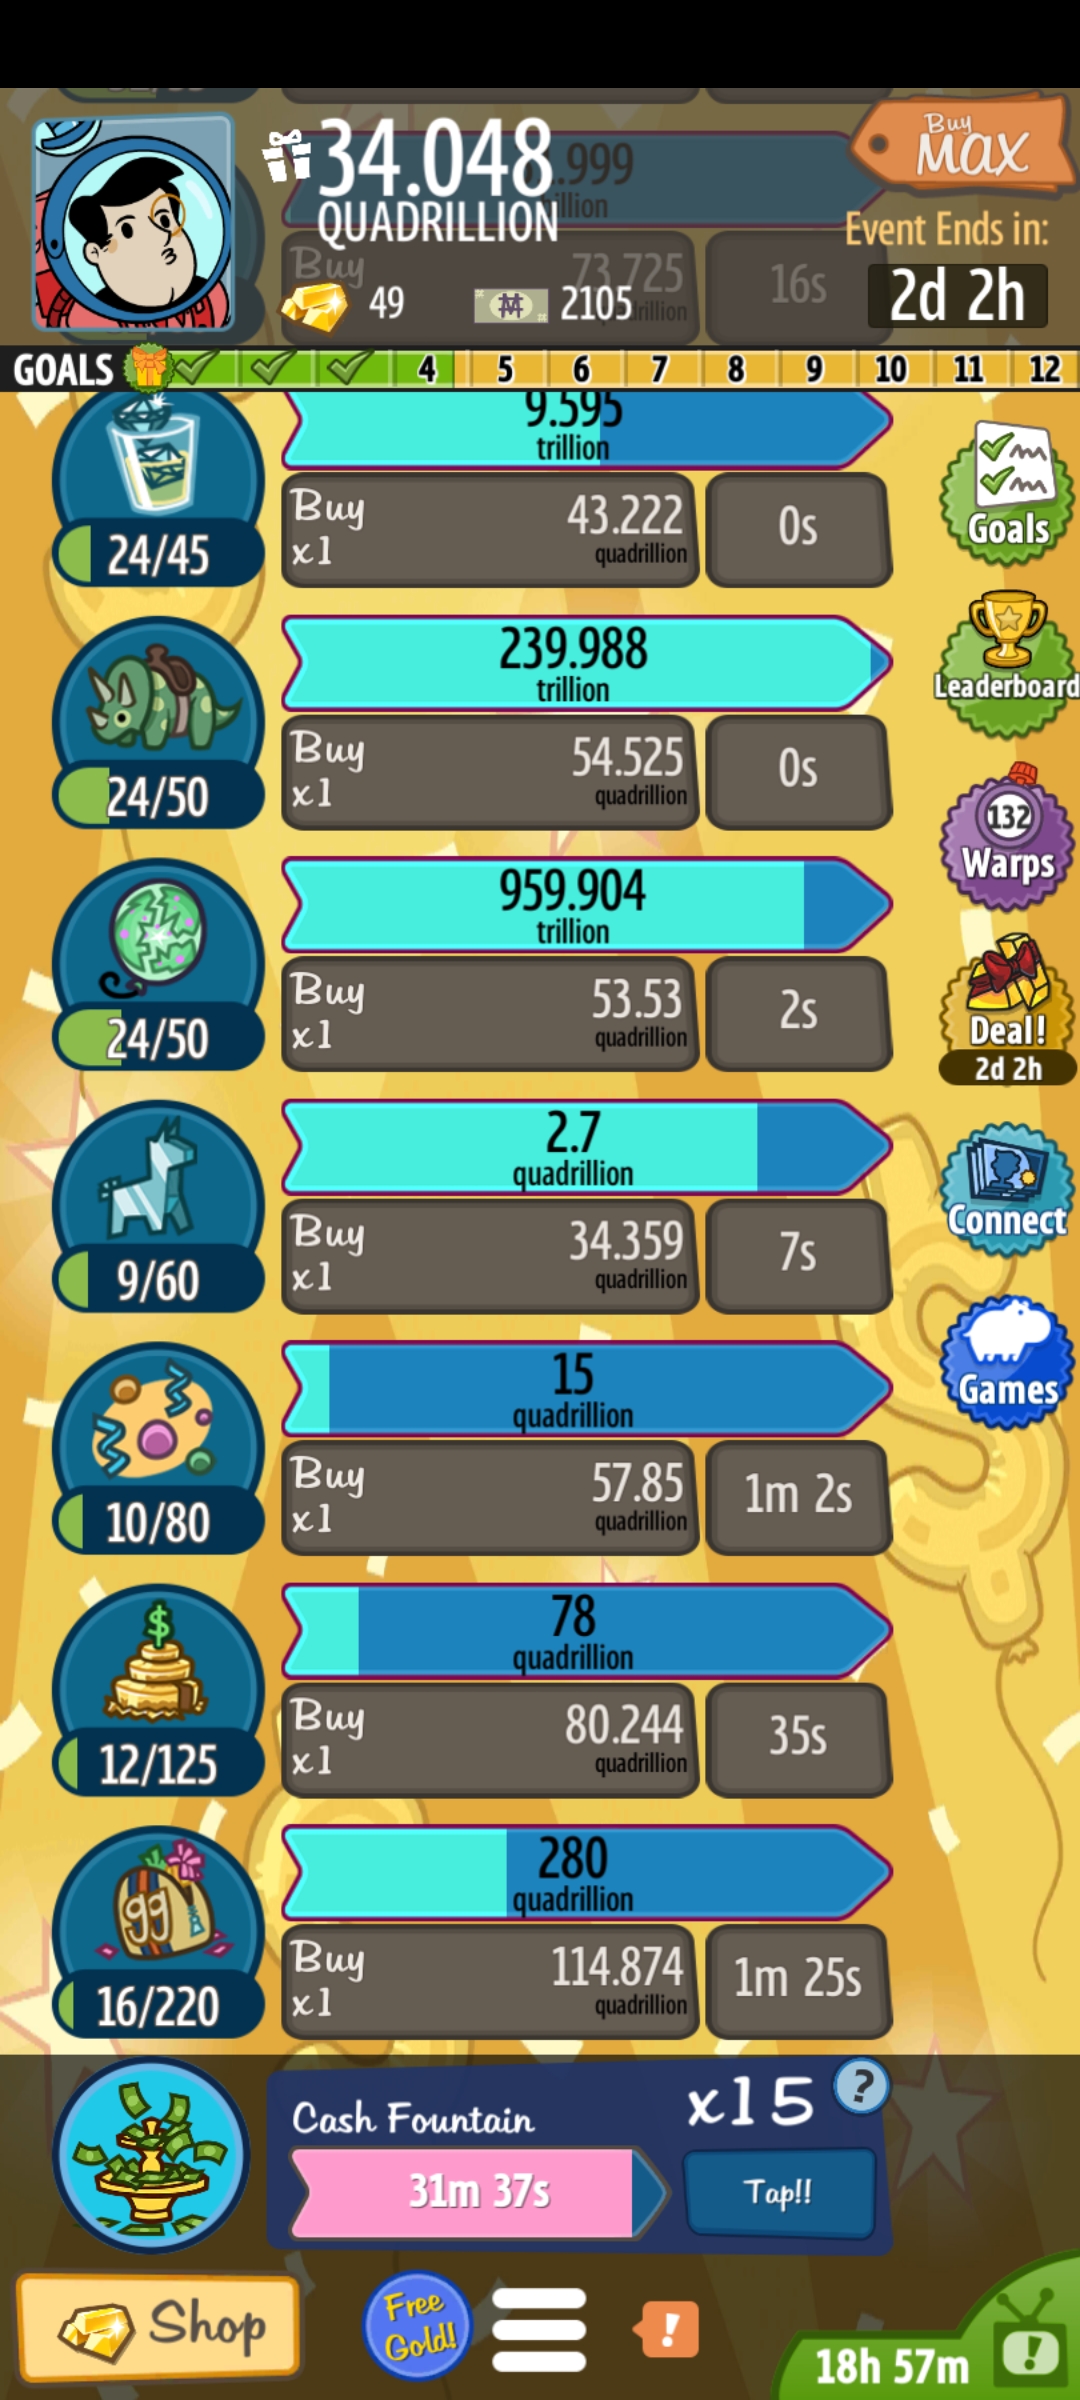 34.048
QUADRILLION
.999
illion
Buy
MAX
Event Ends in:
2d 2h
Buy
73.725
rillion
16s
49
2105
GOALS 4 5 6 7 8 9 10 11 12
9.595
trillion
24/45
Buy
x1
43.222
quadrillion
0s
Goals
239.988
trillion
24/50
Buy
x1
54.525
quadrillion
0s
Leaderboard
959.904
trillion
24/50
Buy
x1
53.53
quadrillion
2s
132
Warps
Deal!
2d 2h
2.7
quadrillion
9/60
Buy
x1
34.359
quadrillion
7s
Connect
15
quadrillion
10/80
Buy
x1
57.85
quadrillion
1m 2s
Games
78
quadrillion
$
12/125
Buy
x1
80.244
quadrillion
35s
280
quadrillion
gg
16/220
Buy
x1
114.874
quadrillion
1m 25s
Cash Fountain
x15
?
31m 37s
Tap!!
Shop
Free
Gold!
!
18h 57m
!